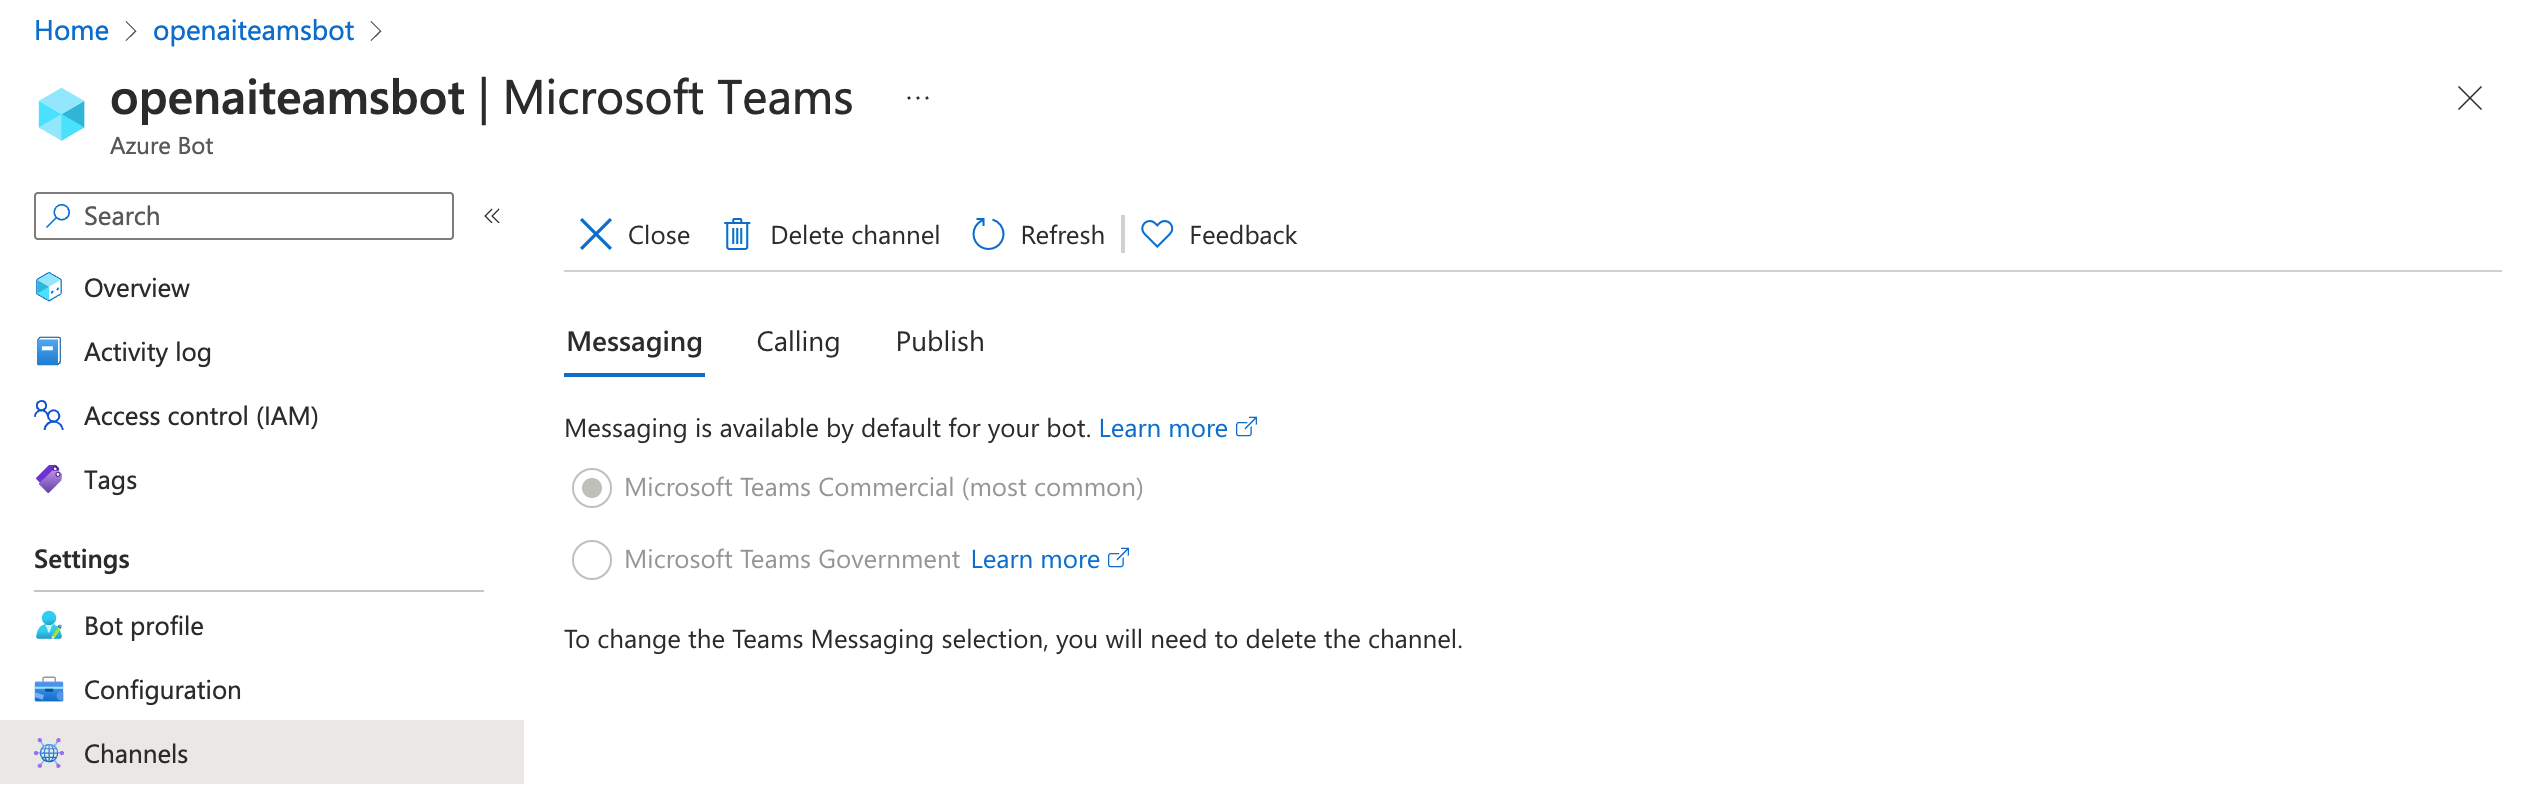 Home > openaiteamsbot >
openaiteamsbot | Microsoft Teams ...
Azure Bot
Search «
Close Delete channel Refresh Feedback
Overview
Activity log
Access control (IAM)
Tags
Settings
Bot profile
Configuration
Channels
Messaging Calling Publish
Messaging is available by default for your bot. Learn more
Microsoft Teams Commercial (most common)
Microsoft Teams Government Learn more
To change the Teams Messaging selection, you will need to delete the channel.